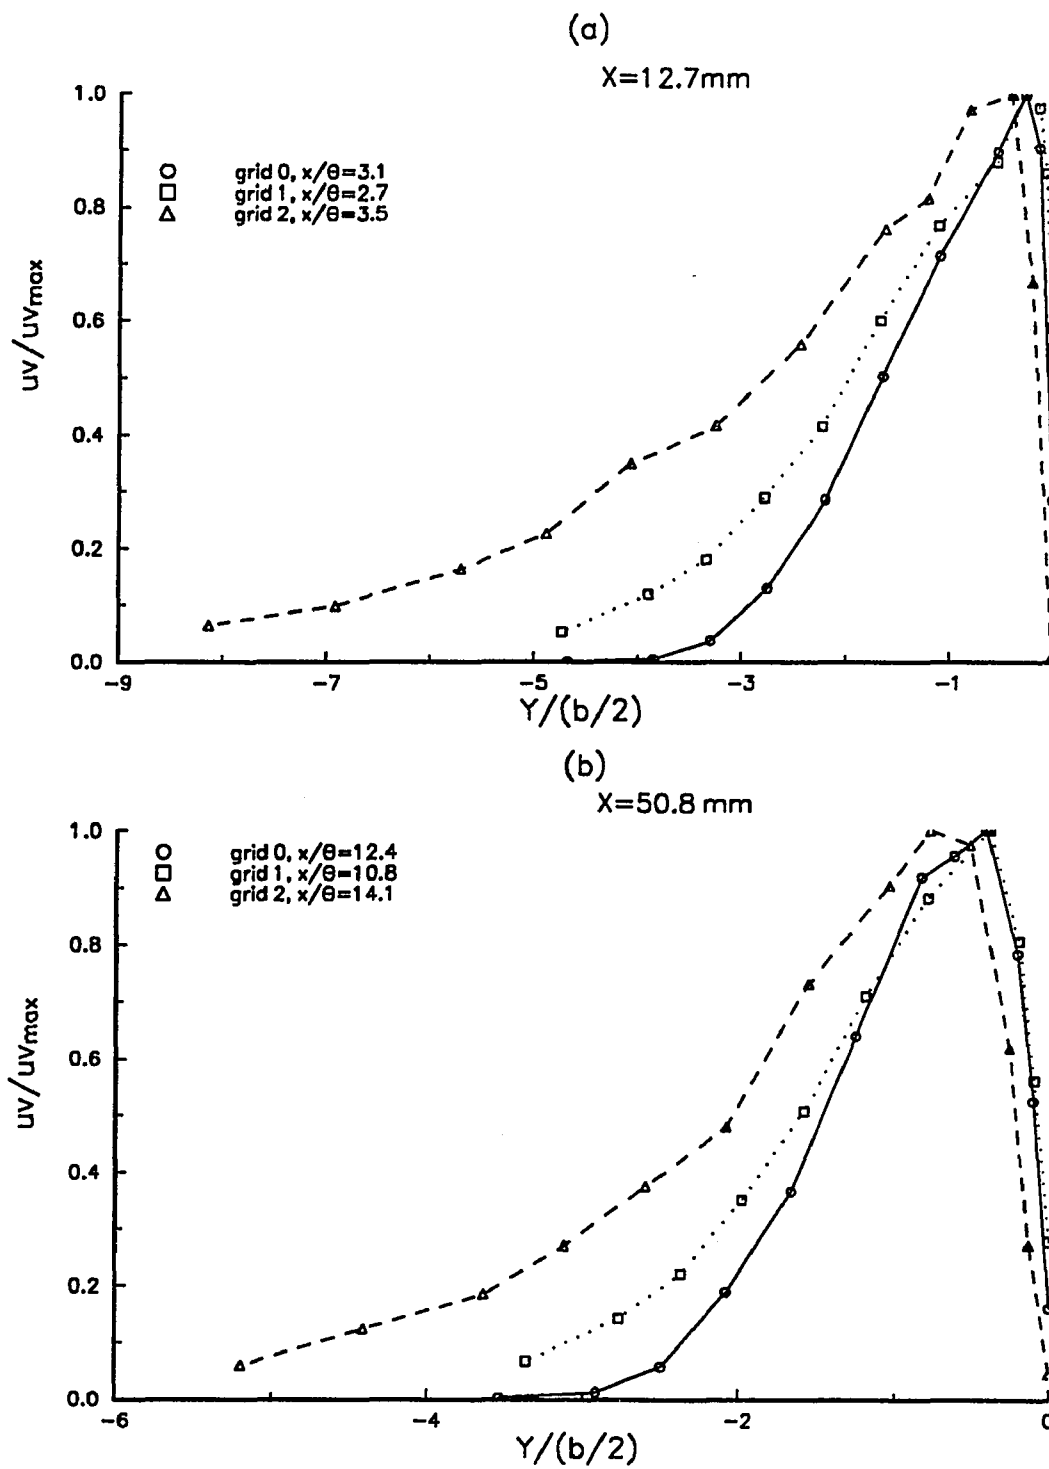 (a)
X=12.7mm
1.0
grid 0, x/θ=3.1
grid 1, x/θ=2.7
grid 2, x/θ=3.5
0.8
0.6
0.4
0.2
0.0
uv/uvmax
-9
-7
-5
-3
-1
Y/(b/2)
(b)
X=50.8 mm
1.0
grid 0, x/θ=12.4
grid 1, x/θ=10.8
grid 2, x/θ=14.1
0.8
0.6
0.4
0.2
0.0
uv/uvmax
-6
-4
-2
0
Y/(b/2)